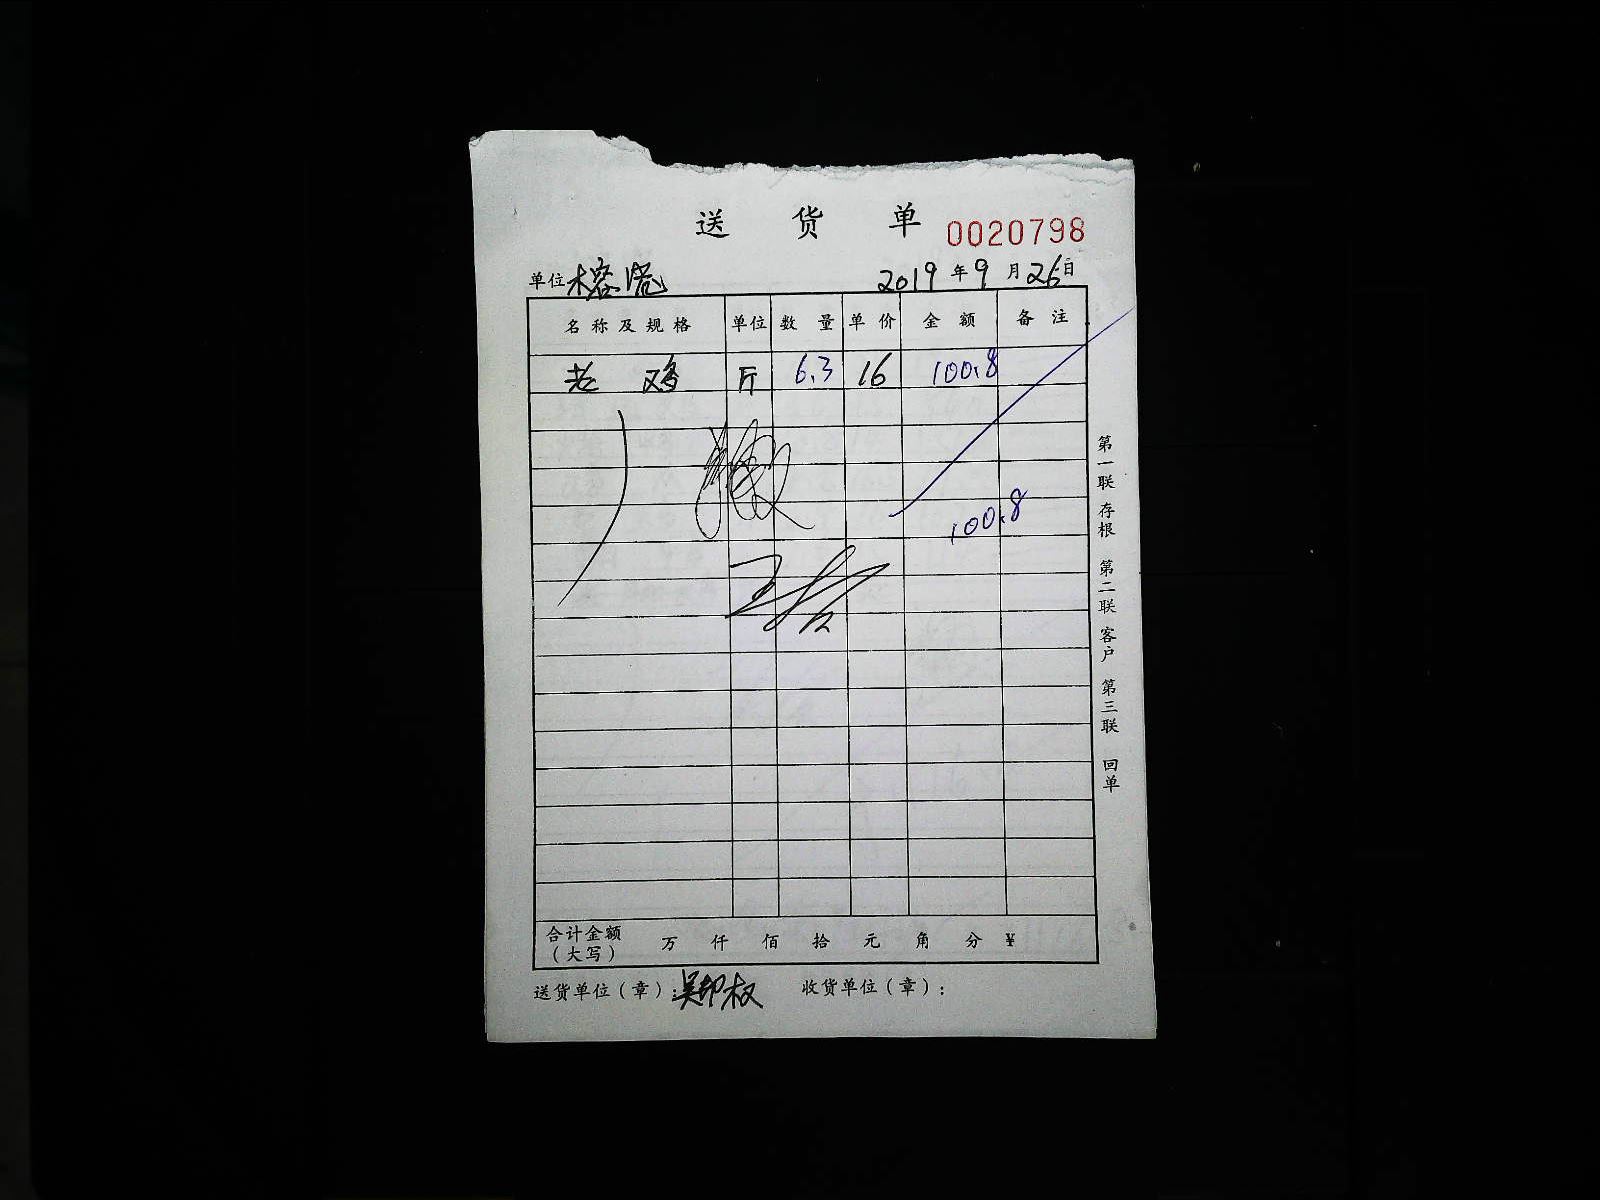 送 货 单 0020798
单位 榕港 2019 年 9 月 26 日
名称及规格 单位 数量 单价 金额 备注
老 鸡 斤 6.3 16 100.8
100.8
合计金额
(大写) 万 仟 佰 拾 元 角 分 ¥
送货单位(章): 收货单位(章):
第一联 存根 第二联 客户 第三联 回单